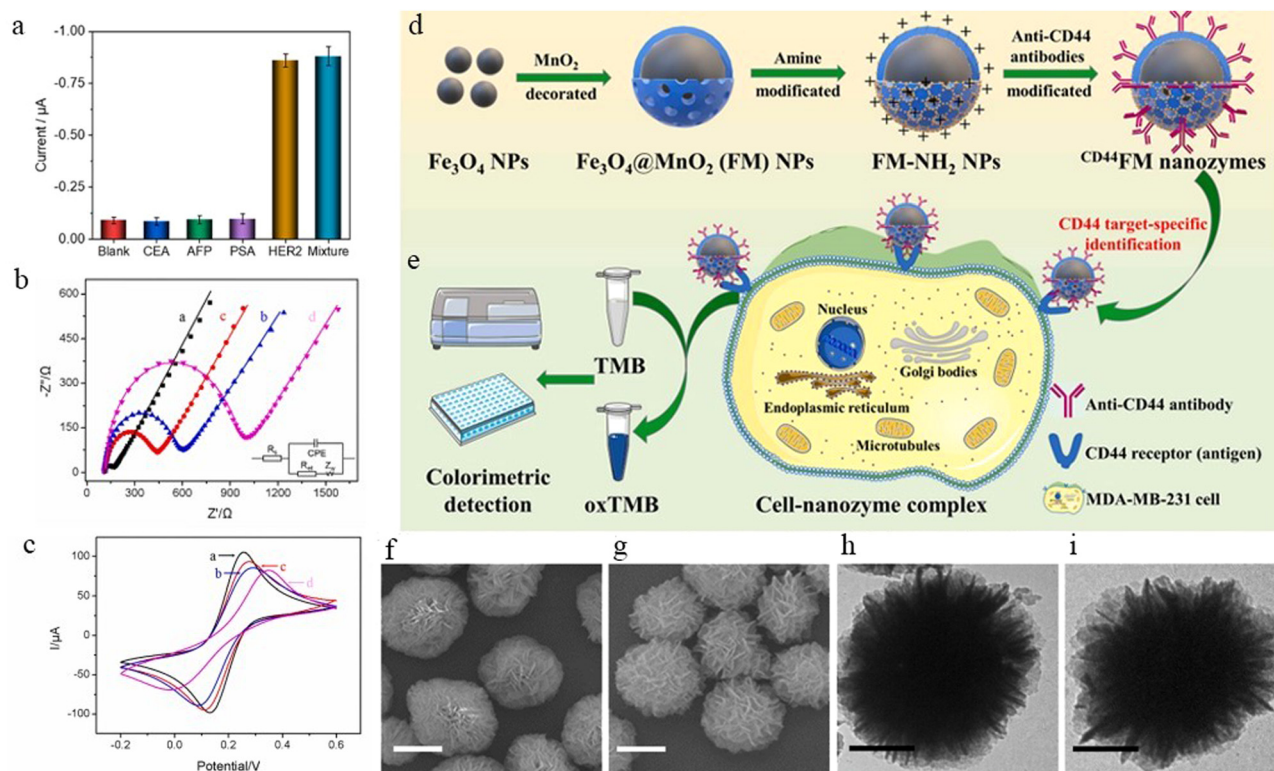 a
-1.00
-0.75
-0.50
-0.25
0.00
Current / µA
Blank CEA AFP PSA HER2 Mixture
b
600
450
300
150
0
-Z''/Ω
a
c
b
d
CPE
0 300 600 900 1200 1500
Z'/Ω
c
100
50
0
-50
-100
I/µA
a
b
c
d
-0.2 0.0 0.2 0.4 0.6
Potential/V
d
MnO2
decorated
Amine
modificated
Anti-CD44
antibodies
modificated
Fe3O4 NPs
Fe3O4@MnO2 (FM) NPs
FM-NH2 NPs
CD44FM nanozymes
CD44 target-specific
identification
e
TMB
oxTMB
Colorimetric
detection
Nucleus
Golgi bodies
Endoplasmic reticulum
Microtubules
Cell-nanozyme complex
Anti-CD44 antibody
CD44 receptor (antigen)
MDA-MB-231 cell
f
g
h
i